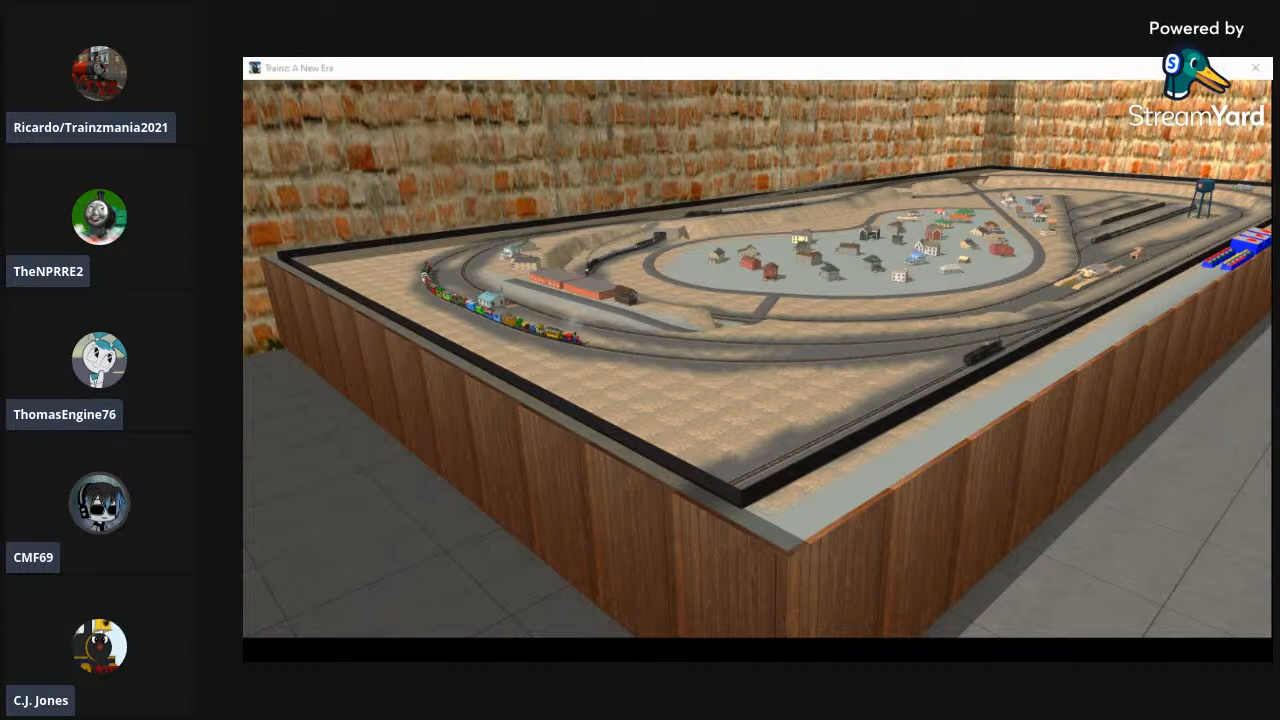 Powered by
S
StreamYard
Trainz: A New Era
Ricardo/Trainzmania2021
TheNPRRE2
ThomasEngine76
CMF69
C.J. Jones